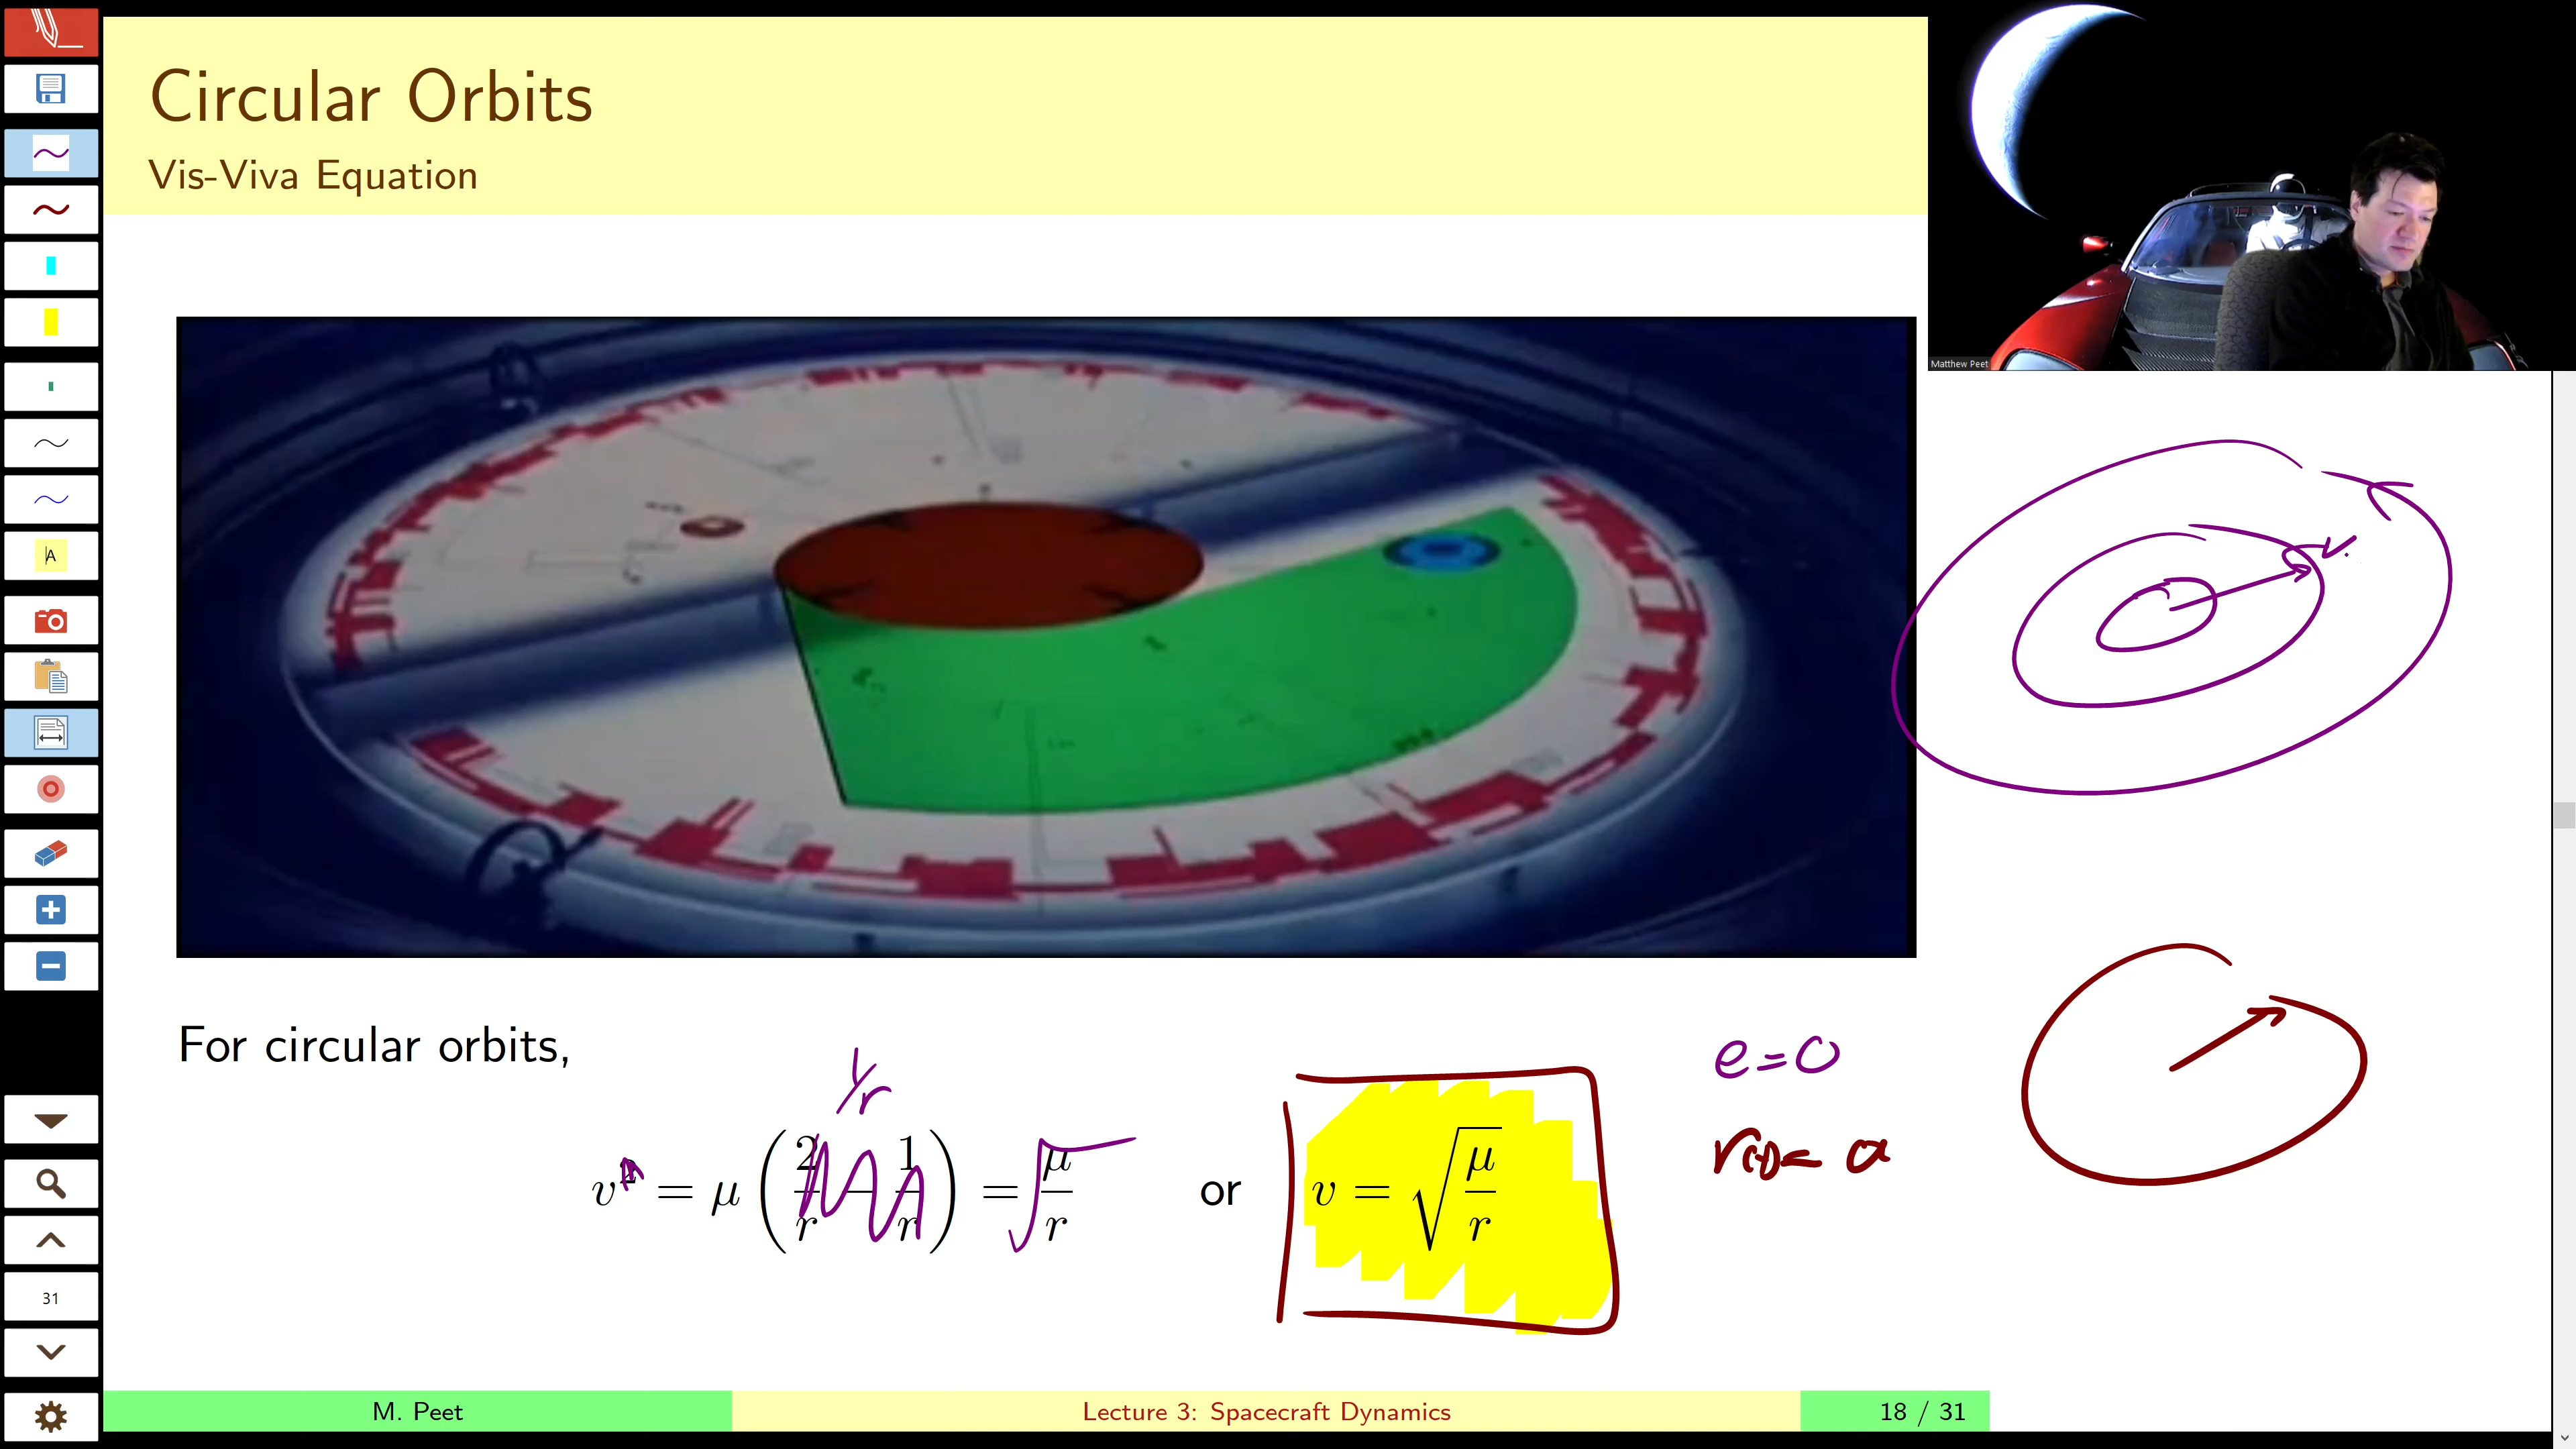 Circular Orbits
Vis-Viva Equation
Matthew Peet
A
31
v
For circular orbits,
1/r
v² = μ (2/r − 1/r) = √μ/r or v = √μ/r
e=0
r(t)= a
M. Peet
Lecture 3: Spacecraft Dynamics
18 / 31